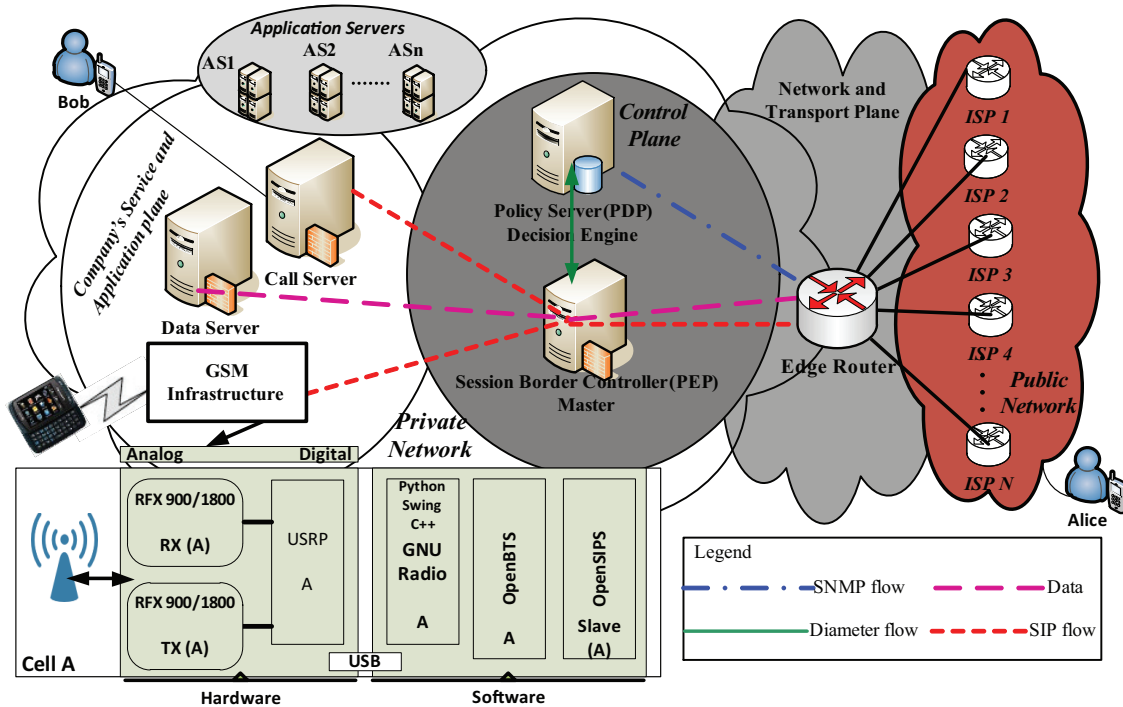 Application Servers
AS1
AS2
ASn
Bob
Company's Service and
Application plane
Call Server
Data Server
GSM
Infrastructure
Control
Plane
Policy Server(PDP)
Decision Engine
Session Border Controller(PEP)
Master
Private
Network
Network and
Transport Plane
Edge Router
ISP 1
ISP 2
ISP 3
ISP 4
Public
Network
ISP N
Alice
Analog
Digital
RFX 900/1800
RX (A)
RFX 900/1800
TX (A)
USRP
A
Cell A
USB
Python
Swing
C++
GNU
Radio
A
OpenBTS
A
OpenSIPS
Slave
(A)
Hardware
Software
Legend
SNMP flow
Data
Diameter flow
SIP flow